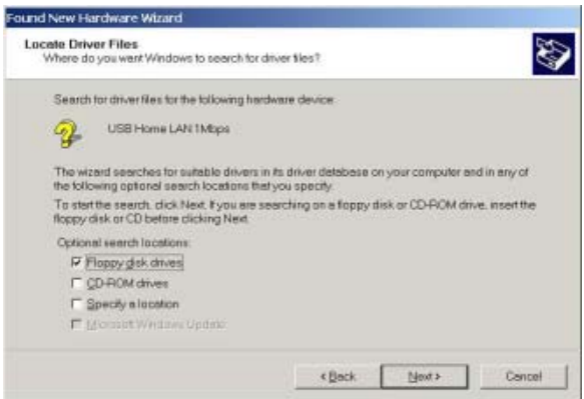 Found New Hardware Wizard
Locate Driver Files
Where do you want Windows to search for driver files?
Search for driver files for the following hardware device:
USB Home LAN 1Mbps
The wizard searches for suitable drivers in its driver database on your computer and in any of
the following optional search locations that you specify.
To start the search, click Next. If you are searching on a floppy disk or CD-ROM drive, insert the
floppy disk or CD before clicking Next.
Optional search locations:
Floppy disk drives
CD-ROM drives
Specify a location
Microsoft Windows Update
< Back
Next >
Cancel